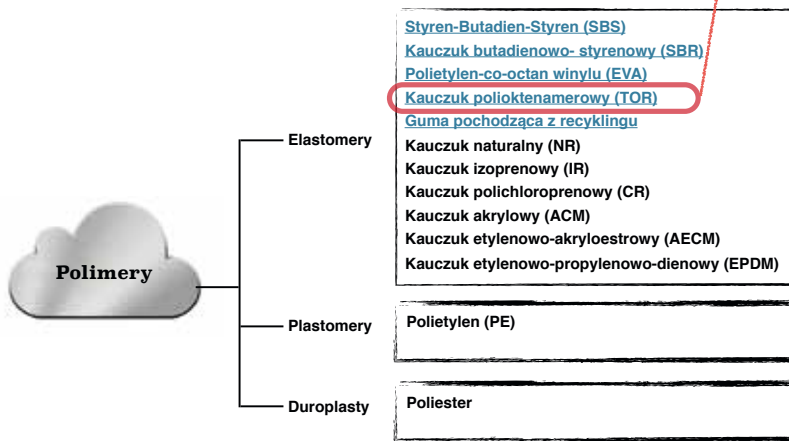 Styren-Butadien-Styren (SBS)
Kauczuk butadienowo- styrenowy (SBR)
Polietylen-co-octan winylu (EVA)
Kauczuk polioktenamerowy (TOR)
Guma pochodząca z recyklingu
Elastomery
Kauczuk naturalny (NR)
Kauczuk izoprenowy (IR)
Kauczuk polichloroprenowy (CR)
Kauczuk akrylowy (ACM)
Kauczuk etylenowo-akryloestrowy (AECM)
Kauczuk etylenowo-propylenowo-dienowy (EPDM)
Polimery
Plastomery
Polietylen (PE)
Duroplasty
Poliester